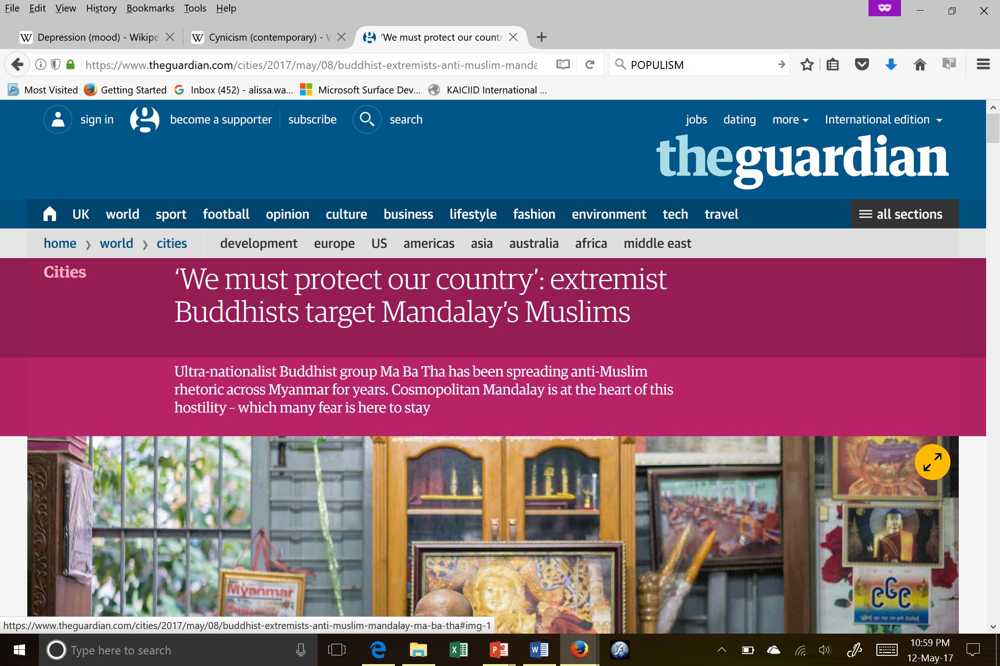 File Edit View History Bookmarks Tools Help
Depression (mood) - Wikipe
Cynicism (contemporary) - W
‘We must protect our countr
https://www.theguardian.com/cities/2017/may/08/buddhist-extremists-anti-muslim-manda
POPULISM
Most Visited Getting Started Inbox (452) - alissa.wa... Microsoft Surface Dev... KAICIID International ...
sign in become a supporter subscribe search jobs dating more International edition
theguardian
UK world sport football opinion culture business lifestyle fashion environment tech travel all sections
home world cities development europe US americas asia australia africa middle east
Cities
‘We must protect our country’: extremist
Buddhists target Mandalay’s Muslims
Ultra-nationalist Buddhist group Ma Ba Tha has been spreading anti-Muslim
rhetoric across Myanmar for years. Cosmopolitan Mandalay is at the heart of this
hostility – which many fear is here to stay
Myanmar
၉၆၉
https://www.theguardian.com/cities/2017/may/08/buddhist-extremists-anti-muslim-mandalay-ma-ba-tha#img-1
Type here to search
10:59 PM
12-May-17